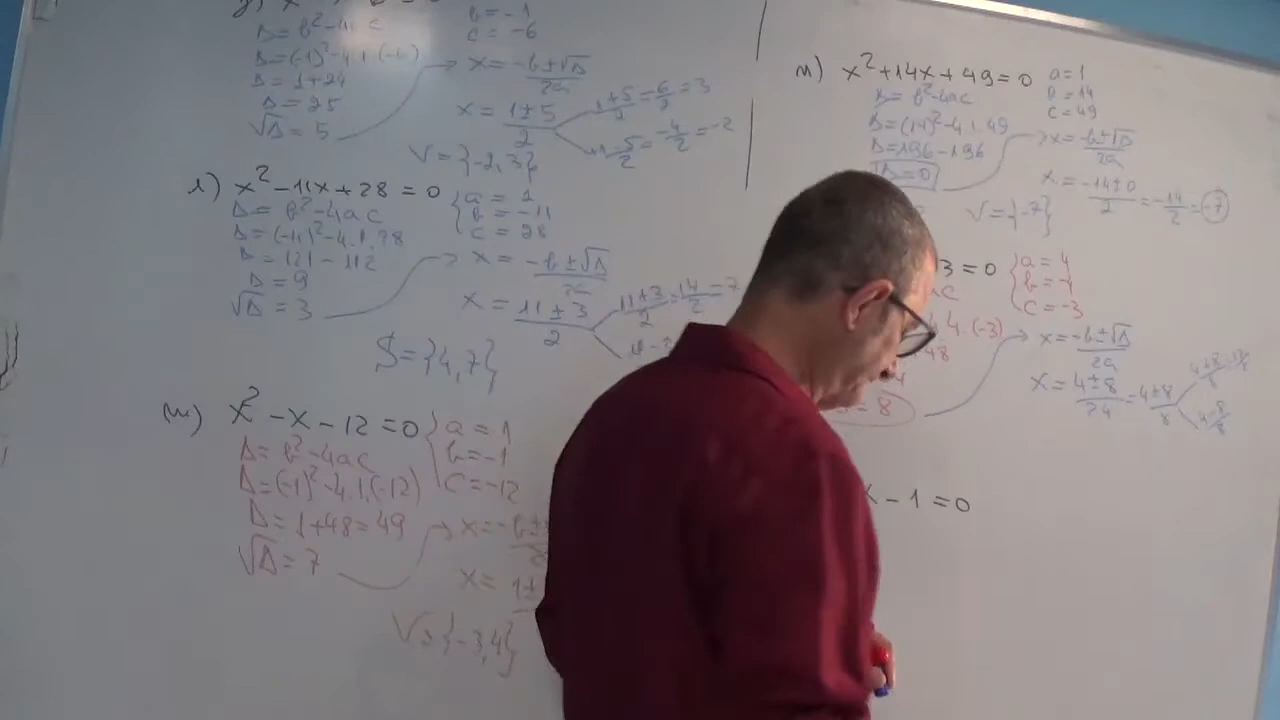 b = -1
Δ = b² - 4ac
c = -6
Δ = (-1)² - 4.1.(-6)
x = -b±√Δ / 2a
Δ = 1+24
Δ = 25
√Δ = 5
x = 1±5 / 2
1+5 / 2 = 6/2 = 3
-4/2 = -2
V = {-2, 3}
l) x² - 11x + 28 = 0
a = 1
b = -11
c = 28
Δ = b² - 4ac
Δ = (-11)² - 4.1.28
Δ = 121 - 112
Δ = 9
√Δ = 3
x = -b±√Δ / 2a
x = 11±3 / 2
11+3 / 2 = 14/2 = 7
S = {4, 7}
m) x² - x - 12 = 0
a = 1
b = -1
c = -12
Δ = b² - 4ac
Δ = (-1)² - 4.1.(-12)
Δ = 1+48 = 49
√Δ = 7
x = -b±
x = 1±
V = {-3, 4}
n) x² + 14x + 49 = 0
a = 1
b = 14
c = 49
Δ = b² - 4ac
Δ = (14)² - 4.1.49
Δ = 196 - 196
Δ = 0
x = -b±√Δ / 2a
x = -14±0 / 2 = -14/2 = -7
V = {-7}
3 = 0
a = 4
b = -4
c = -3
4.(-3)
48
= 8
x = -b±√Δ / 2a
x = 4±8 / 2.4 = 4±8 / 8
4+8 / 8
4-8 / 8
x - 1 = 0